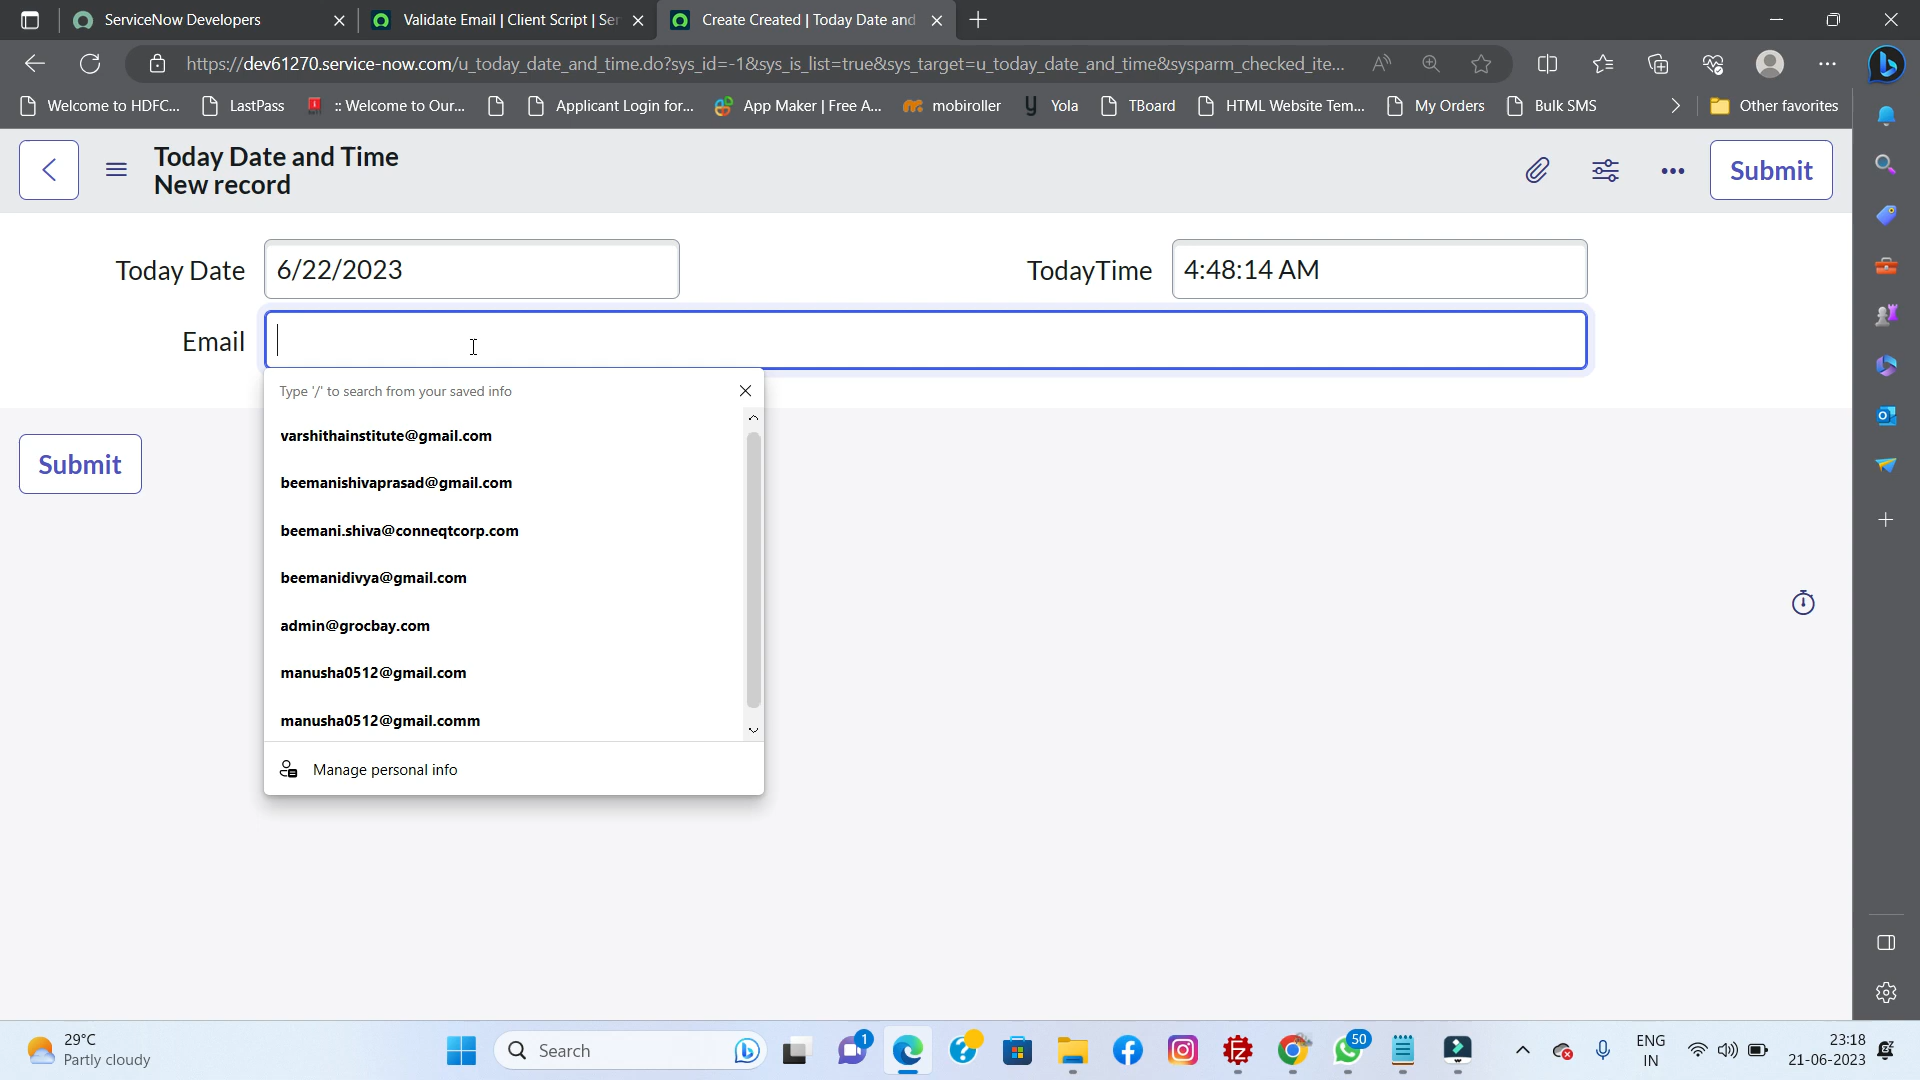 ServiceNow Developers
Validate Email | Client Script | Ser
Create Created | Today Date and
https://dev61270.service-now.com/u_today_date_and_time.do?sys_id=-1&sys_is_list=true&sys_target=u_today_date_and_time&sysparm_checked_ite...
Welcome to HDFC...
LastPass
:: Welcome to Our...
Applicant Login for...
App Maker | Free A...
mobiroller
Yola
TBoard
HTML Website Tem...
My Orders
Bulk SMS
Other favorites
Today Date and Time
New record
Submit
Today Date
6/22/2023
TodayTime
4:48:14 AM
Email
Type '/' to search from your saved info
varshithainstitute@gmail.com
beemanishivaprasad@gmail.com
beemani.shiva@conneqtcorp.com
beemanidivya@gmail.com
admin@grocbay.com
manusha0512@gmail.com
manusha0512@gmail.comm
Manage personal info
Submit
29°C
Partly cloudy
Search
1
50
ENG
IN
23:18
21-06-2023